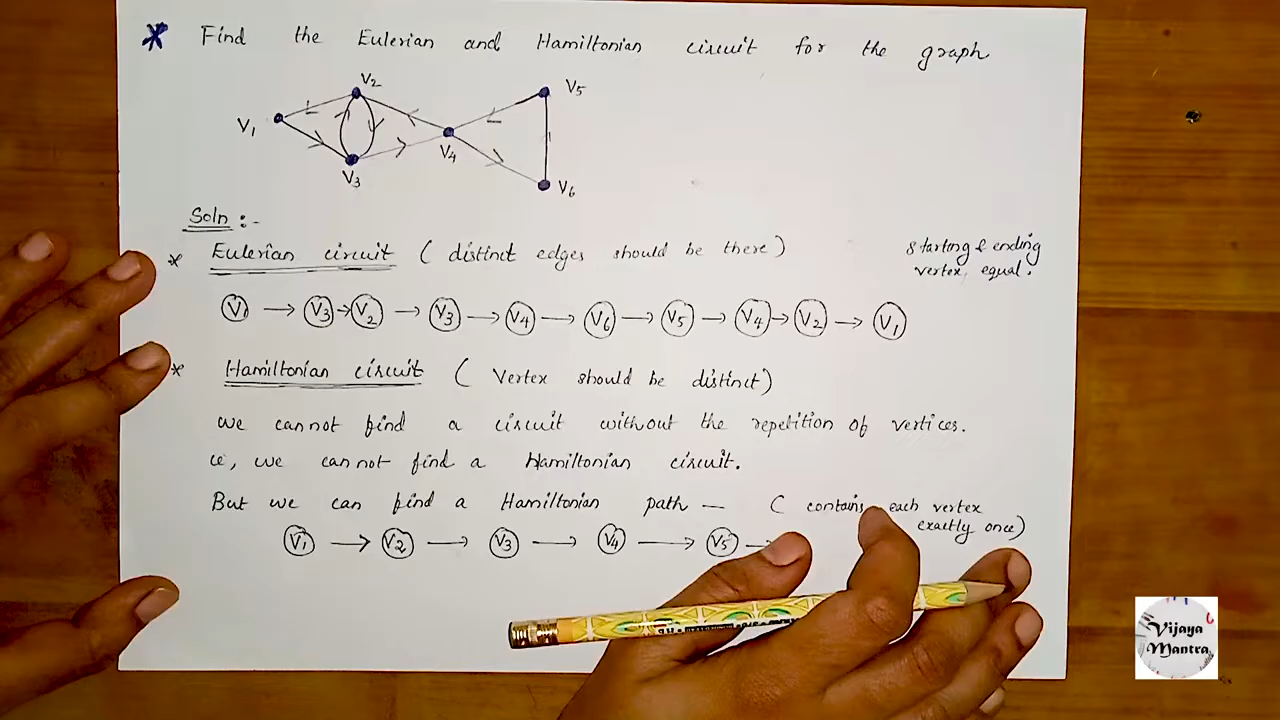 * Find the Eulerian and Hamiltonian circuit for the graph
V2
V5
V1
V4
V3
V6
Soln :-
* Eulerian circuit ( distinct edges should be there )
starting & ending
vertex equal.
V1 → V3 → V2 → V3 → V4 → V6 → V5 → V4 → V2 → V1
* Hamiltonian circuit ( Vertex should be distinct)
we cannot find a circuit without the repetition of vertices.
ie, we can not find a Hamiltonian circuit.
But we can find a Hamiltonian path — ( contains each vertex
exactly once)
V1 → V2 → V3 → V4 → V5 →
Vijaya
Mantra